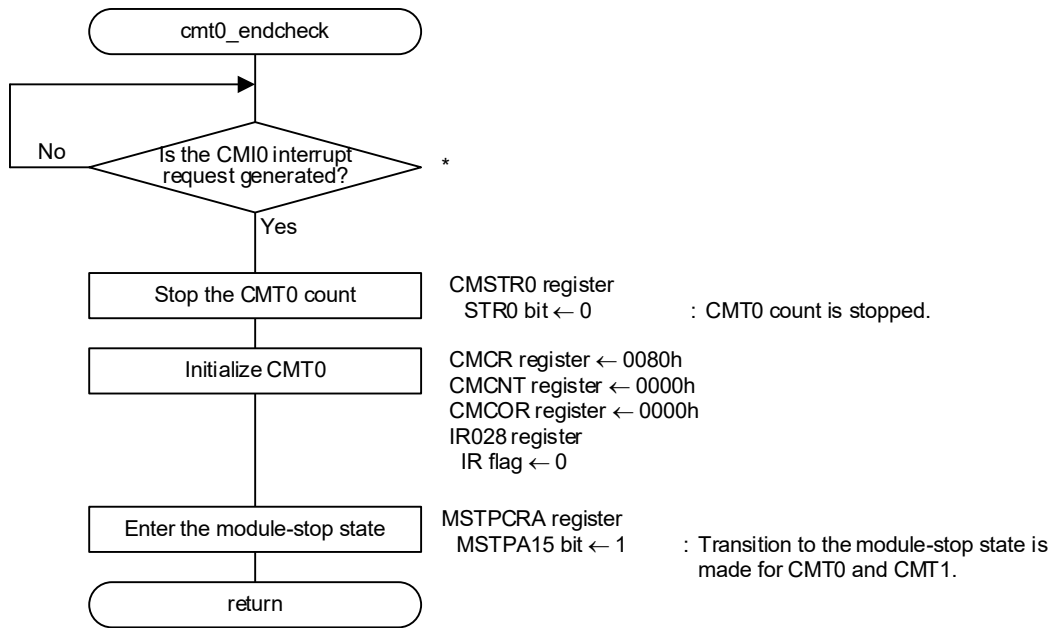 cmt0_endcheck
No
Is the CMI0 interrupt
request generated?
*
Yes
Stop the CMT0 count
CMSTR0 register
STR0 bit ← 0 : CMT0 count is stopped.
Initialize CMT0
CMCR register ← 0080h
CMCNT register ← 0000h
CMCOR register ← 0000h
IR028 register
IR flag ← 0
Enter the module-stop state
MSTPCRA register
MSTPA15 bit ← 1 : Transition to the module-stop state is
made for CMT0 and CMT1.
return